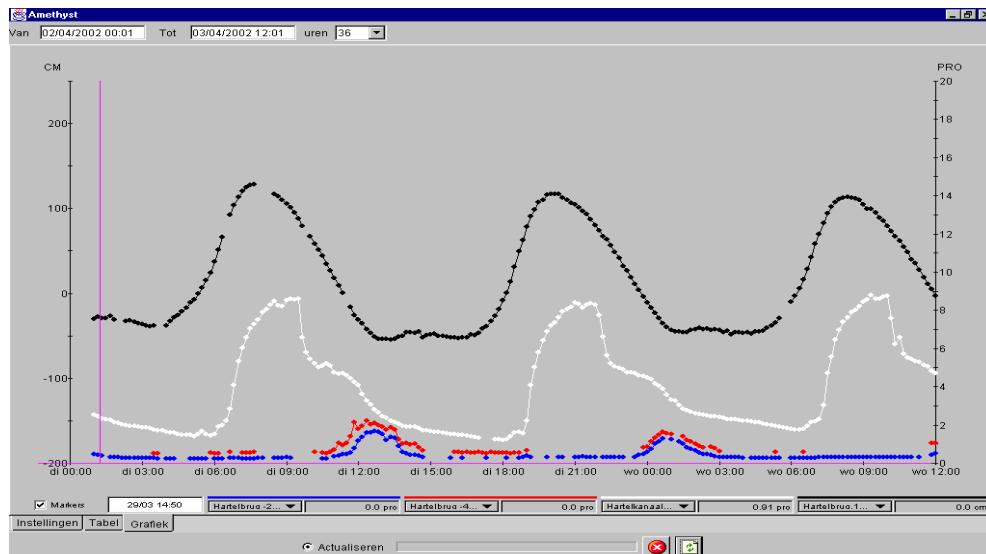 Amethyst
Van 02/04/2002 00:01 Tot 03/04/2002 12:01 uren 36
CM PRO
200
100
0
-100
-200
20
18
16
14
12
10
8
6
4
2
0
di 00:00 di 03:00 di 06:00 di 09:00 di 12:00 di 15:00 di 18:00 di 21:00 wo 00:00 wo 03:00 wo 06:00 wo 09:00 wo 12:00
Markers 29/03 14:50 Hartelbrug -2... 0.0 pro Hartelbrug -4... 0.0 pro Hartelkanaal... 0.91 pro Hartelbrug.1... 0.0 cm
Instellingen Tabel Grafiek
Actualiseren